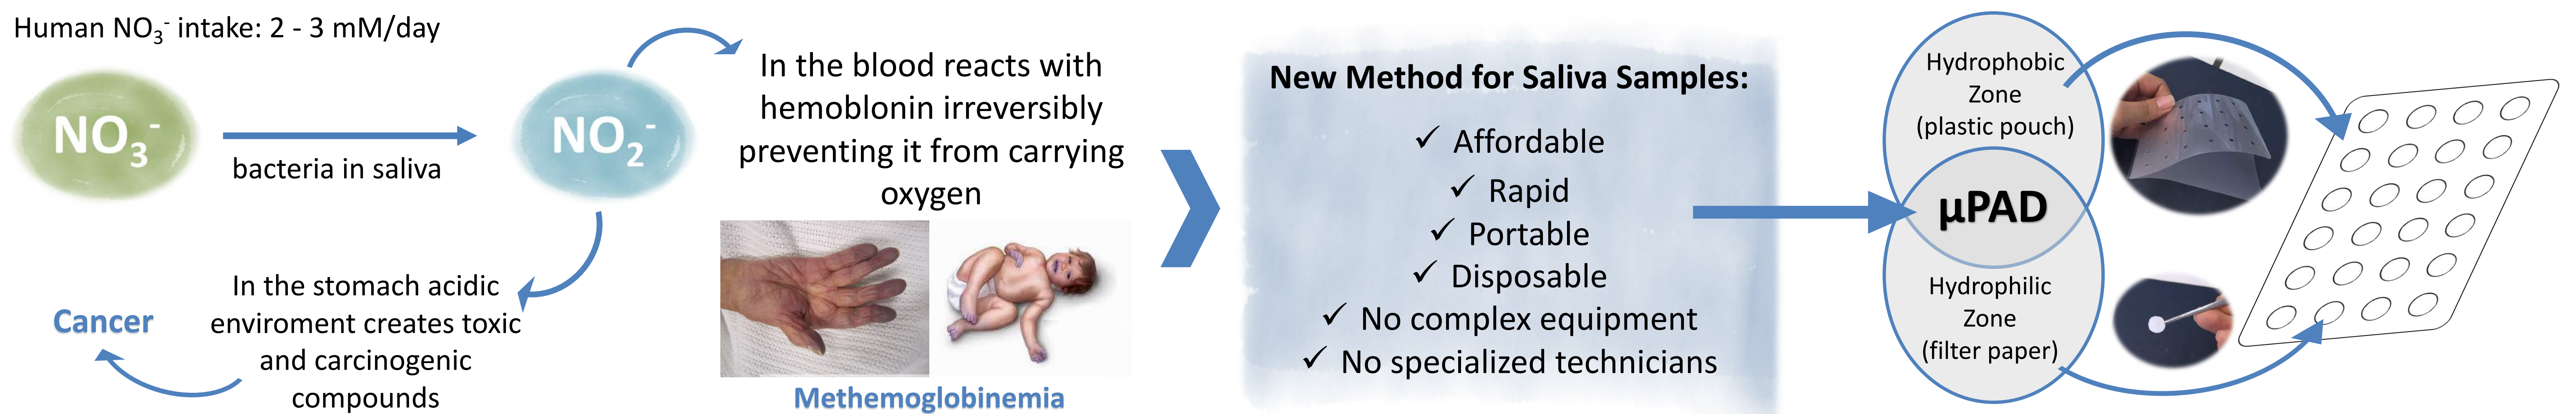 Human NO₃⁻ intake: 2 - 3 mM/day
NO₃⁻
bacteria in saliva
NO₂⁻
In the blood reacts with
hemoblonin irreversibly
preventing it from carrying
oxygen
Methemoglobinemia
In the stomach acidic
enviroment creates toxic
and carcinogenic
compounds
Cancer
New Method for Saliva Samples:
✓ Affordable
✓ Rapid
✓ Portable
✓ Disposable
✓ No complex equipment
✓ No specialized technicians
Hydrophobic
Zone
(plastic pouch)
µPAD
Hydrophilic
Zone
(filter paper)